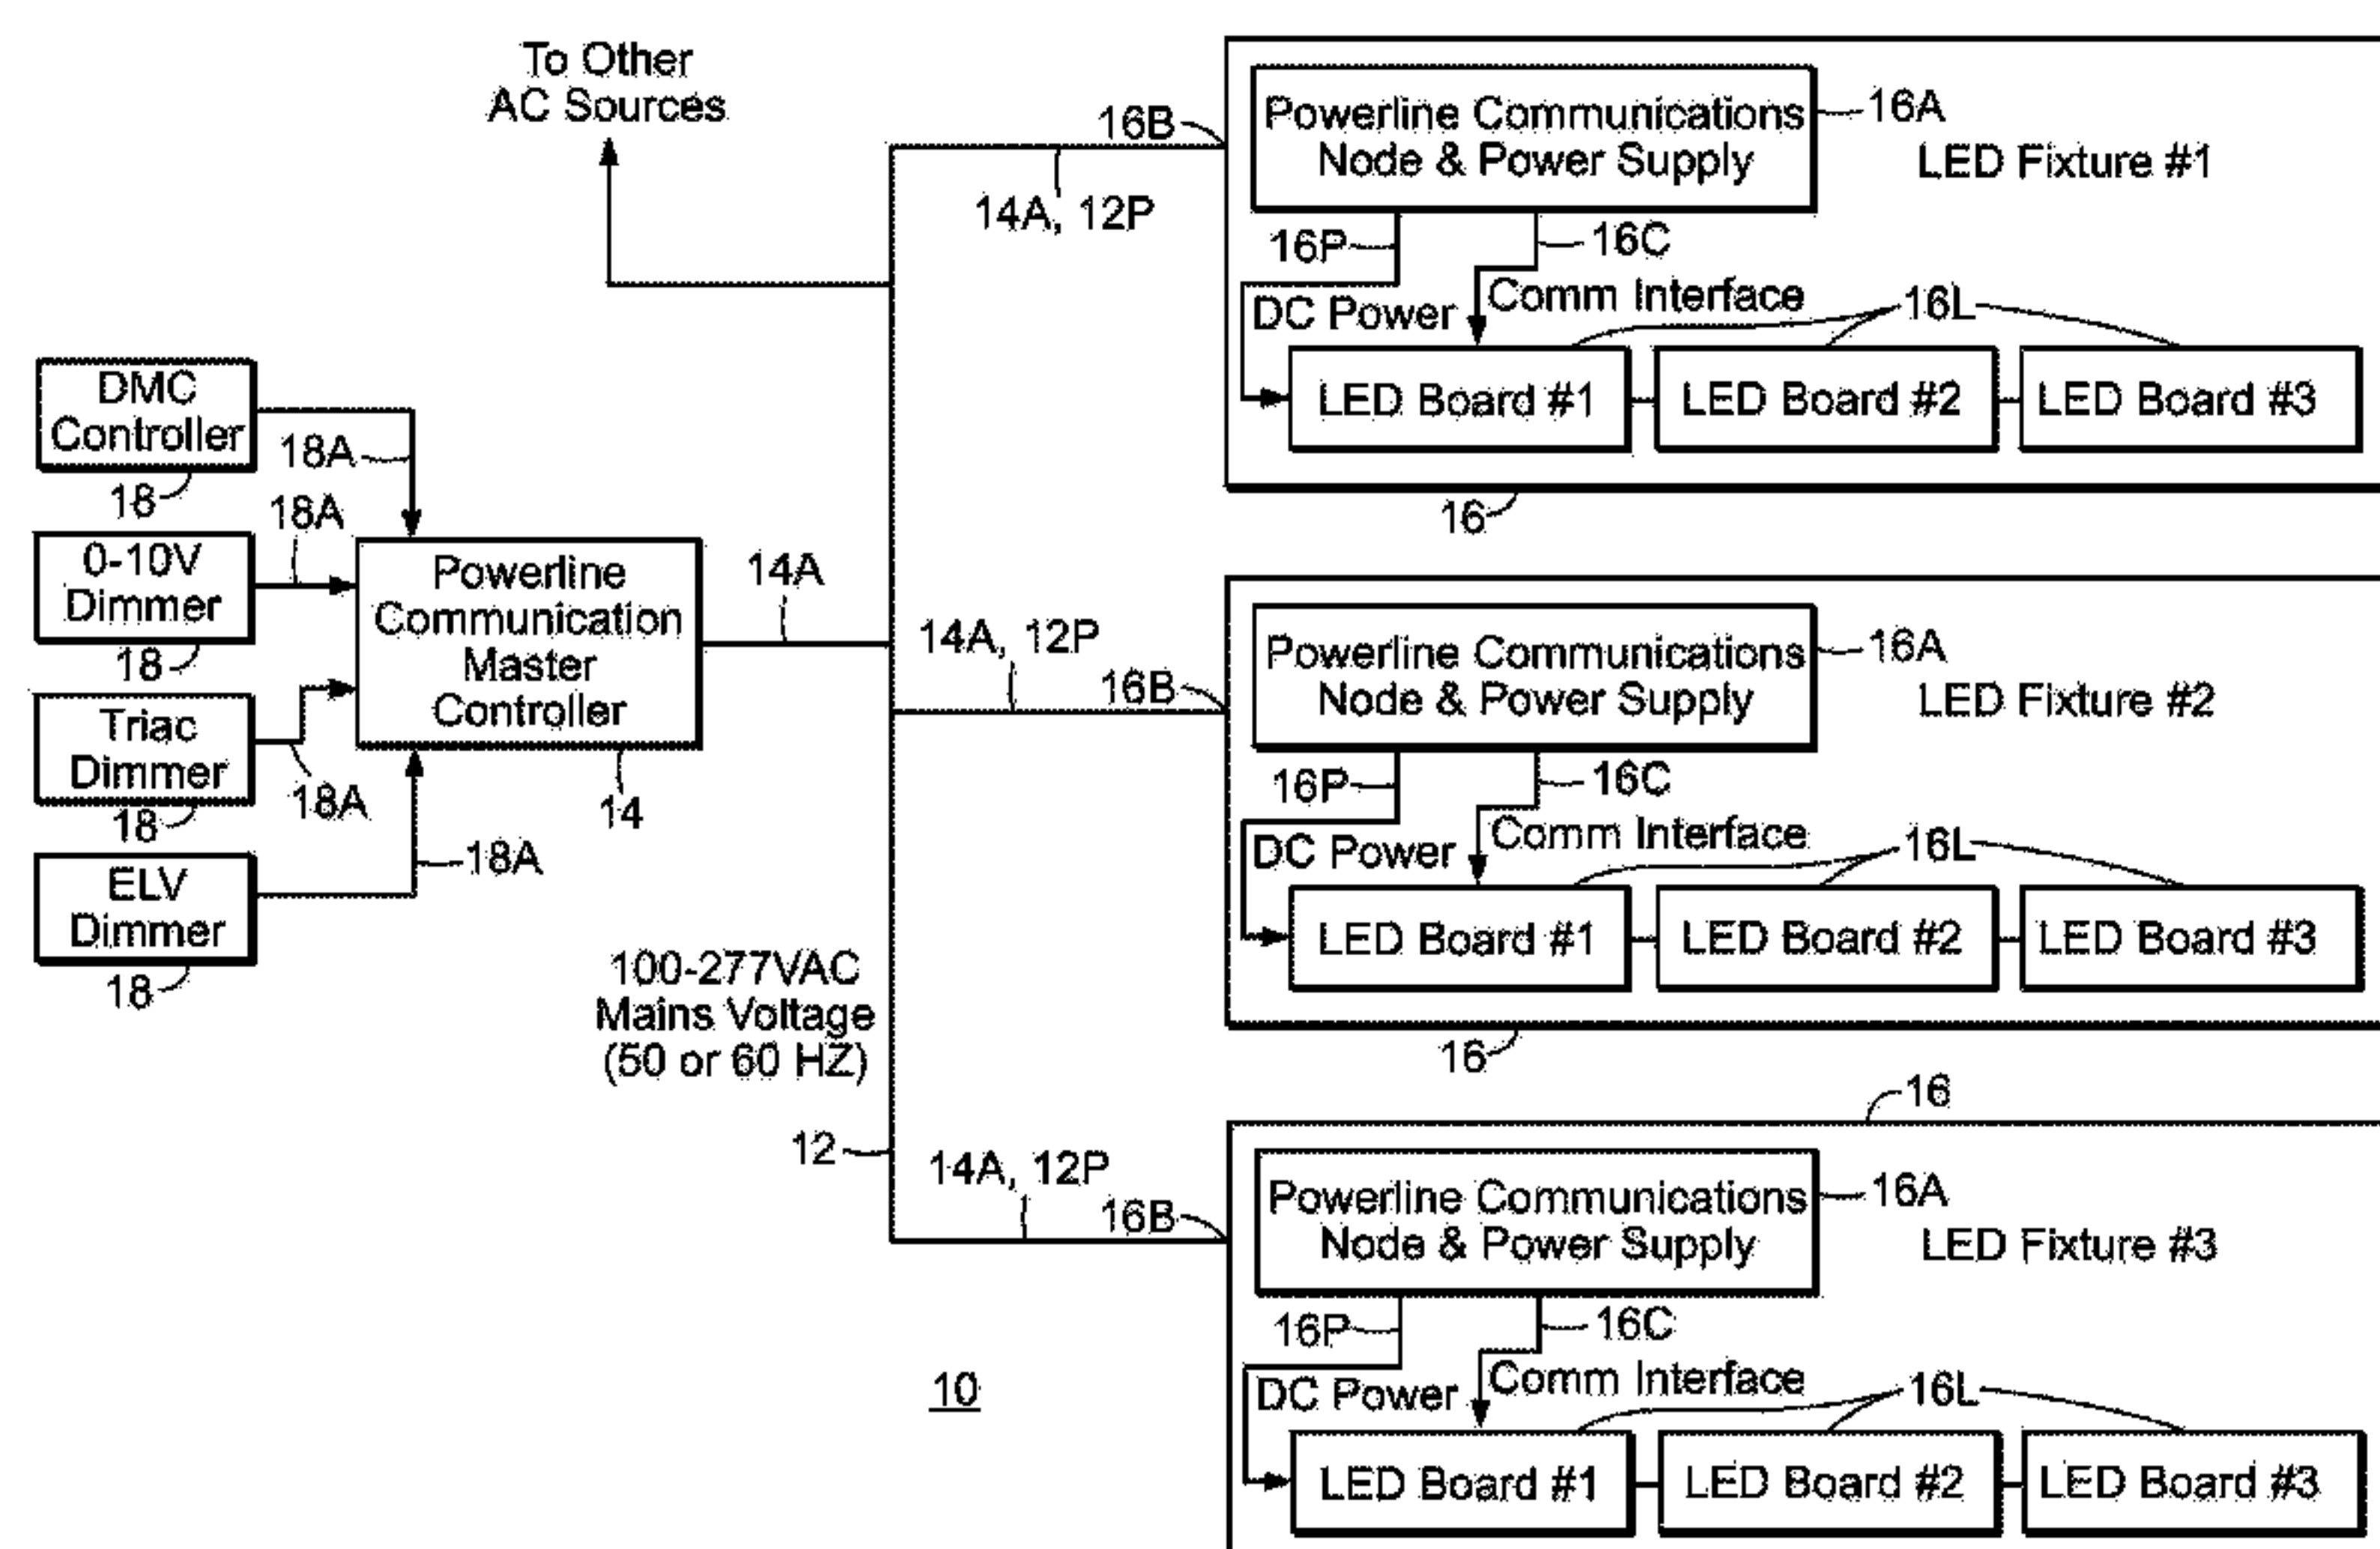 To Other
AC Sources
DMC
Controller
18A
18
0-10V
Dimmer
18A
18
Triac
Dimmer
18A
18
ELV
Dimmer
18A
18
Powerline
Communication
Master
Controller
14
14A
100-277VAC
Mains Voltage
(50 or 60 HZ)
12
10
14A, 12P
16B
Powerline Communications
Node & Power Supply
16A
LED Fixture #1
16P
16C
DC Power
Comm Interface
16L
LED Board #1
LED Board #2
LED Board #3
16
14A, 12P
16B
Powerline Communications
Node & Power Supply
16A
LED Fixture #2
16P
16C
DC Power
Comm Interface
16L
LED Board #1
LED Board #2
LED Board #3
16
16
14A, 12P
16B
Powerline Communications
Node & Power Supply
16A
LED Fixture #3
16P
16C
DC Power
Comm Interface
16L
LED Board #1
LED Board #2
LED Board #3